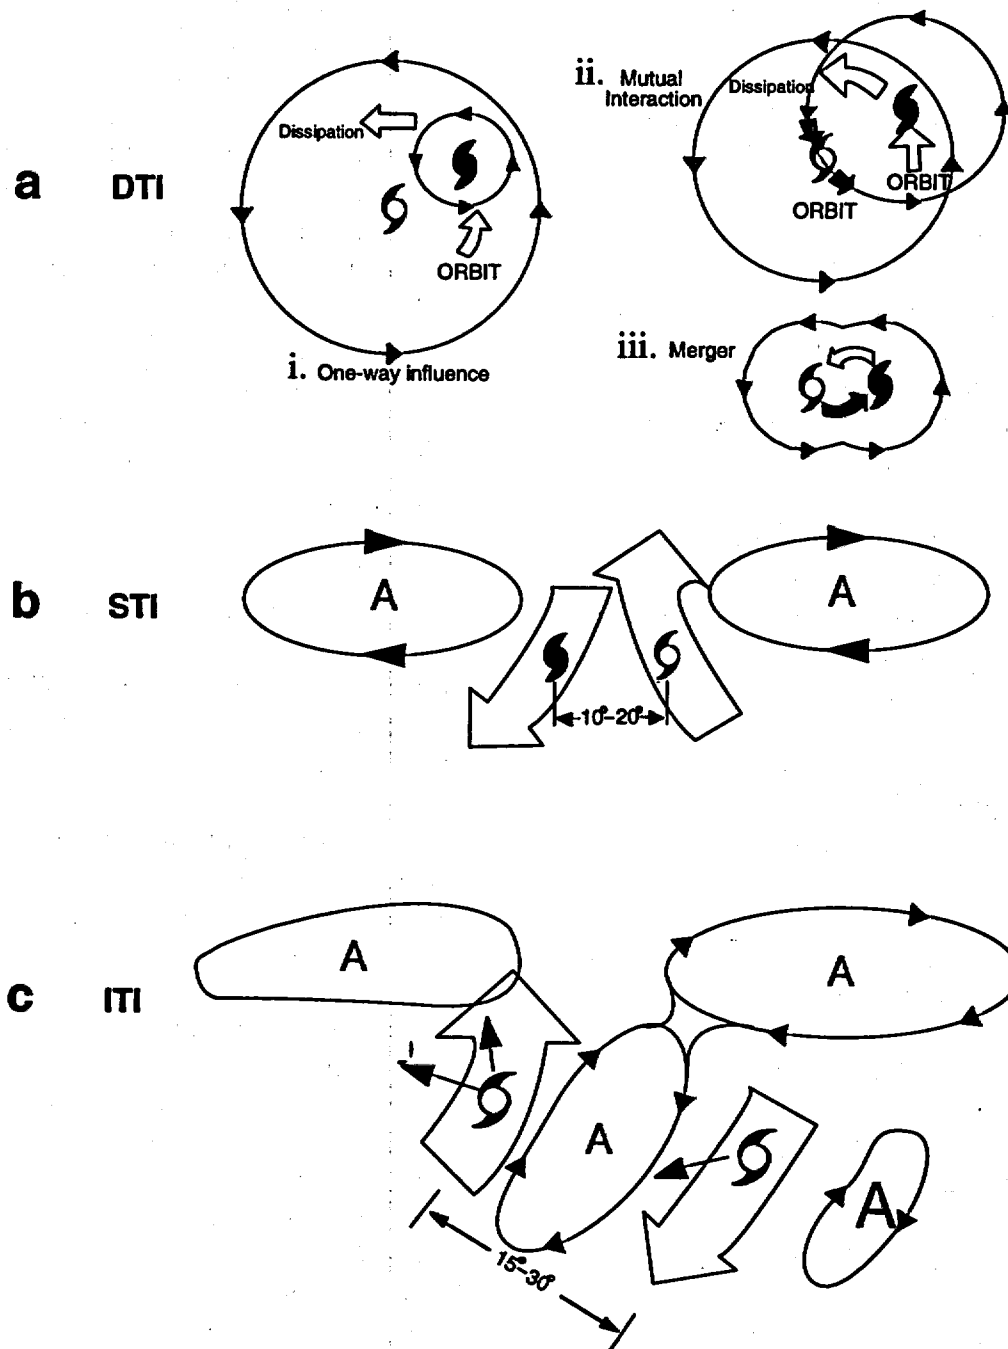 a DTI
Dissipation
ORBIT
i. One-way influence
ii. Mutual
Interaction
Dissipation
ORBIT
ORBIT
iii. Merger
b STI
A
A
10°-20°
c ITI
A
A
A
A
15°-30°